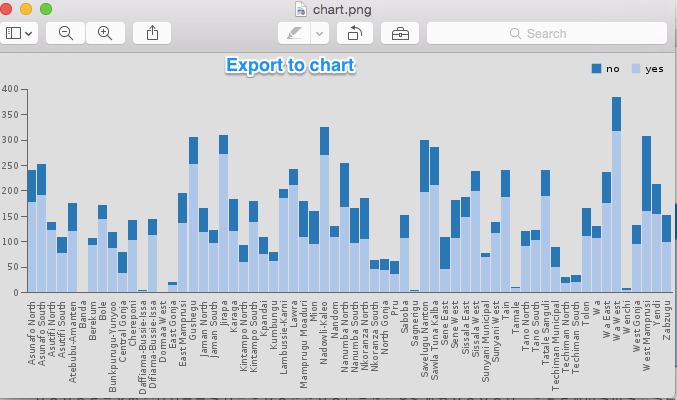 chart.png
Search
Export to chart
no yes
400
350
300
250
200
150
100
50
0
Asunafo North
Asunafo South
Asutifi North
Asutifi South
Atebubu-Amanten
Banda
Berekum
Bole
Bunkpurugu-Yunyoo
Central Gonja
Chereponi
Daffiama-Bussie-Issa
Difiama-Bussie-Issa
Dormaa West
East Gonja
East Mamprusi
Gushegu
Jaman North
Jaman South
Jirapa
Karaga
Kintampo North
Kintampo South
Kpandai
Kumbungu
Lambussie-Karni
Lawra
Mamprugu Moaduri
Mion
Nadowli-Kaleo
Nandom
Nanumba North
Nanumba South
Nkoranza North
Nkoranza South
North Gonja
Pru
Saboba
Sagnerigu
Savelugu Nanton
Sawla Tuna Kalba
Sene East
Sene West
Sissala East
Sissala West
Sunyani Municipal
Sunyani West
Tain
Tamale
Tano North
Tano South
Tatale Sanguli
Techiman Municipal
Techiman North
Techiman South
Tolon
Wa
Wa East
Wa West
Wenchi
West Gonja
West Mamprusi
Yendi
Zabzugu